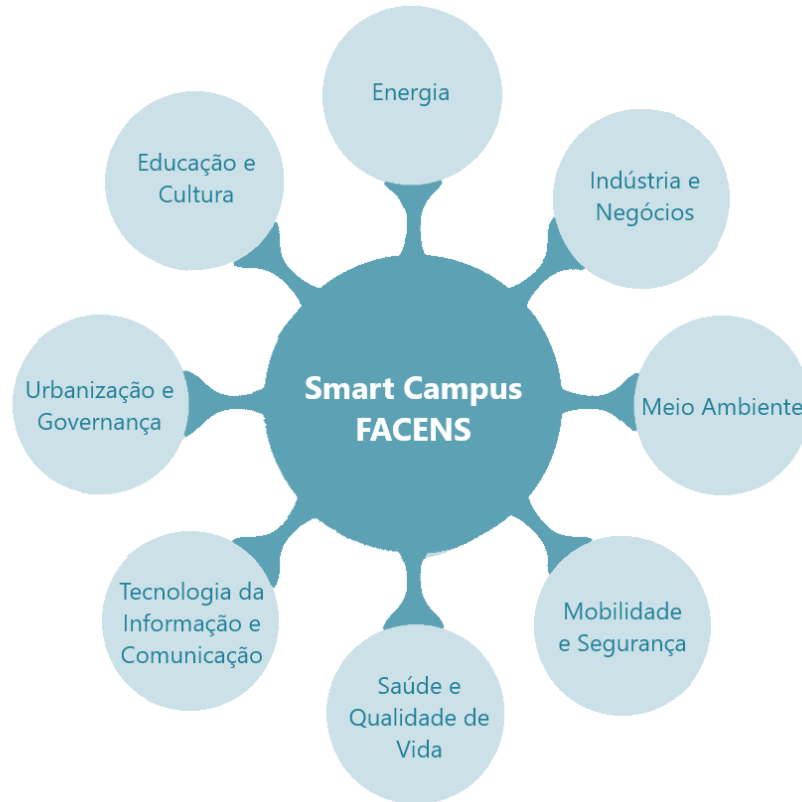 Energia
Indústria e
Negócios
Meio Ambiente
Mobilidade
e Segurança
Saúde e
Qualidade de
Vida
Tecnologia da
Informação e
Comunicação
Urbanização e
Governança
Educação e
Cultura
Smart Campus
FACENS